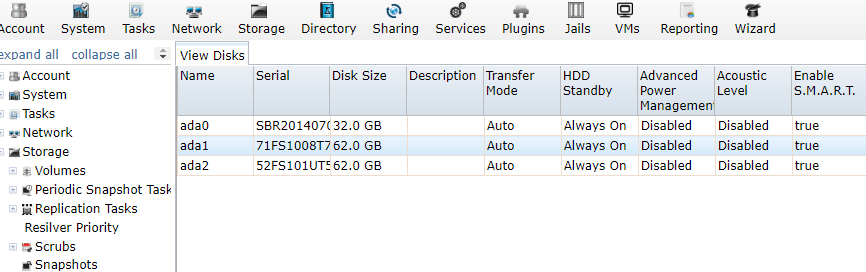 Account System Tasks Network Storage Directory Sharing Services Plugins Jails VMs Reporting Wizard
expand all collapse all
View Disks
Account
System
Tasks
Network
Storage
Volumes
Periodic Snapshot Task
Replication Tasks
Resilver Priority
Scrubs
Snapshots
Name Serial Disk Size Description Transfer Mode HDD Standby Advanced Power Management Acoustic Level Enable S.M.A.R.T.
ada0 SBR2014070 32.0 GB Auto Always On Disabled Disabled true
ada1 71FS1008T7 62.0 GB Auto Always On Disabled Disabled true
ada2 52FS101UT5 62.0 GB Auto Always On Disabled Disabled true